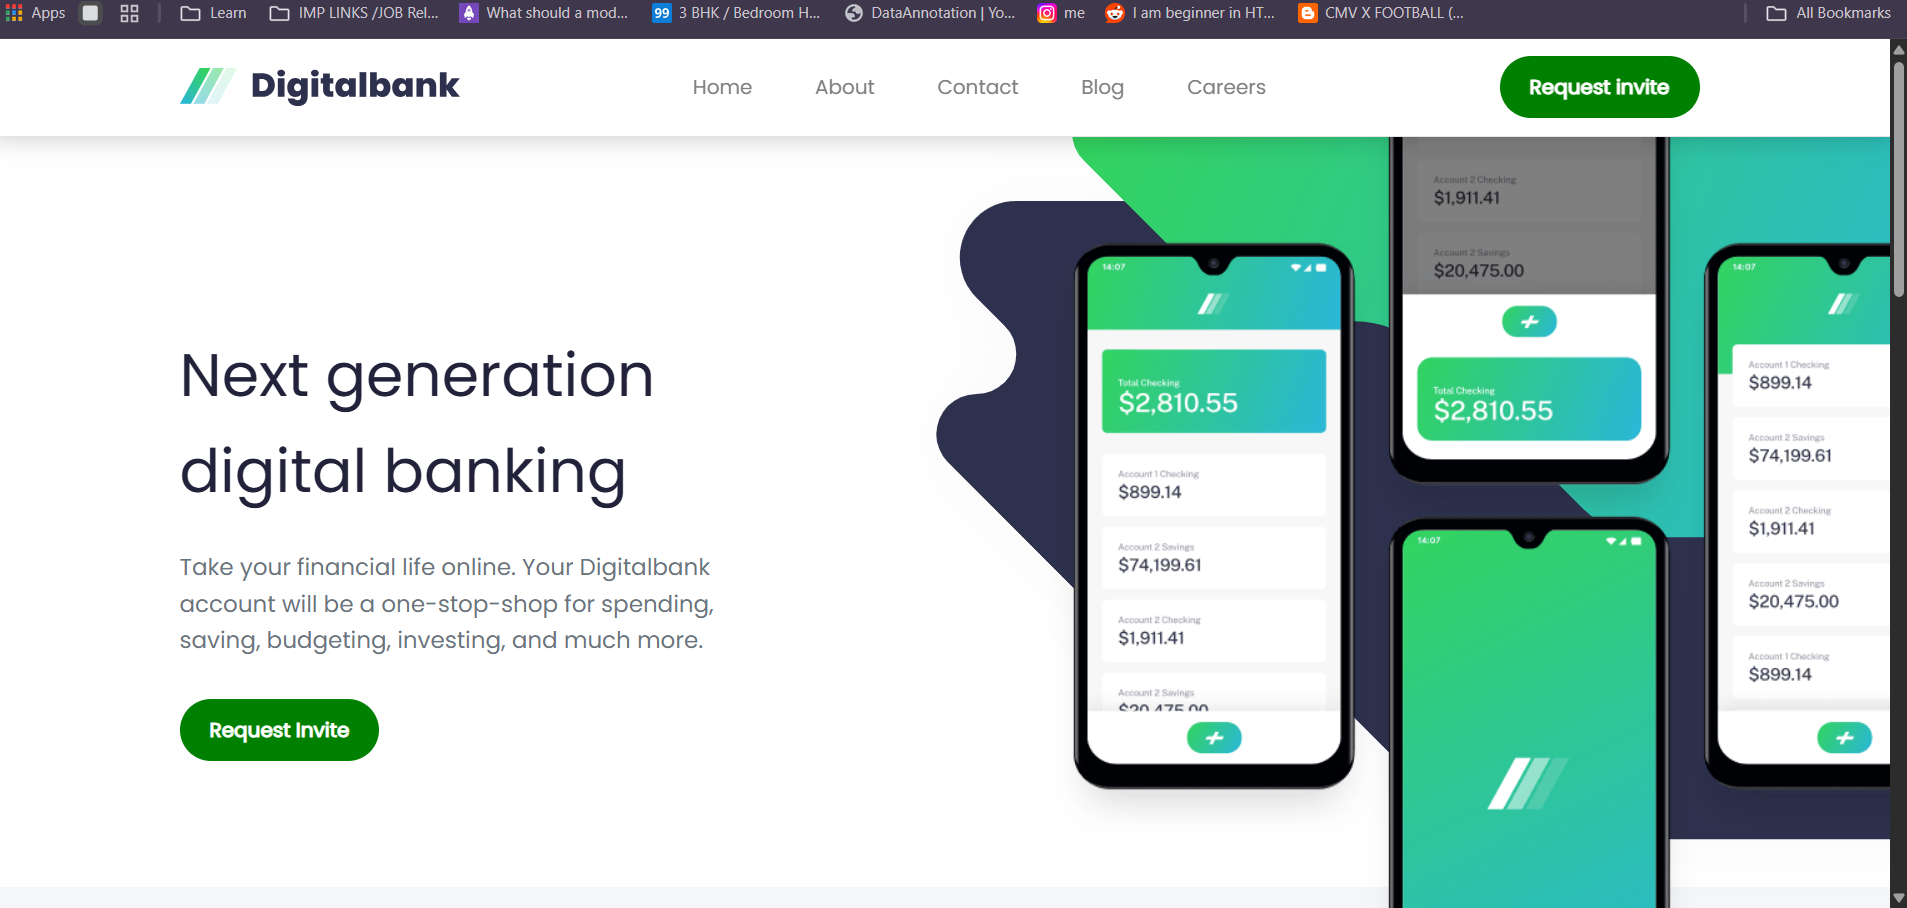 Apps
Learn
IMP LINKS /JOB Rel...
What should a mod...
99
3 BHK / Bedroom H...
DataAnnotation | Yo...
me
I am beginner in HT...
CMV X FOOTBALL (...
All Bookmarks
Digitalbank
Home
About
Contact
Blog
Careers
Request invite
Next generation
digital banking
Take your financial life online. Your Digitalbank
account will be a one-stop-shop for spending,
saving, budgeting, investing, and much more.
Request Invite
14:07
Total Checking
$2,810.55
Account 1 Checking
$899.14
Account 2 Savings
$74,199.61
Account 2 Checking
$1,911.41
Account 2 Savings
$20,475.00
Account 2 Checking
$1,911.41
Account 2 Savings
$20,475.00
Total Checking
$2,810.55
14:07
14:07
Account 1 Checking
$899.14
Account 2 Savings
$74,199.61
Account 2 Checking
$1,911.41
Account 2 Savings
$20,475.00
Account 1 Checking
$899.14